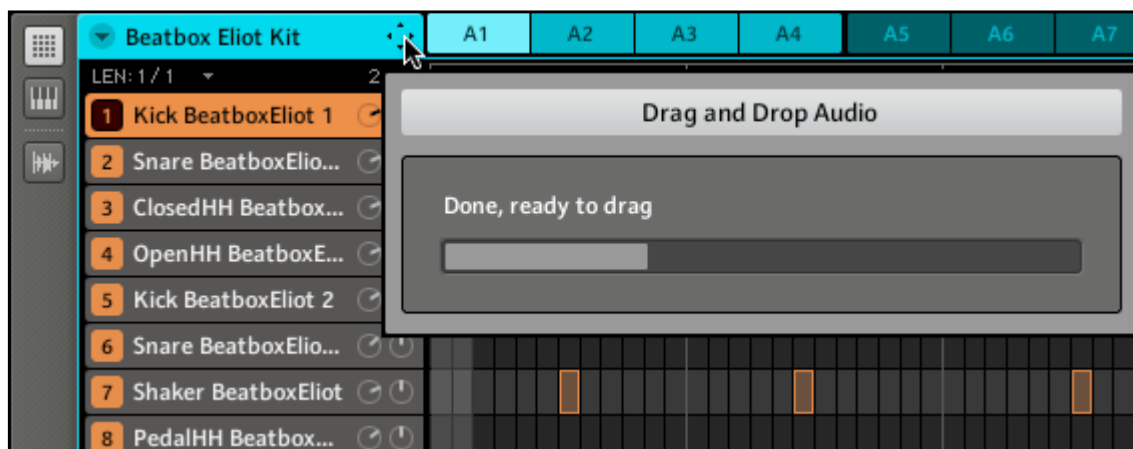 Beatbox Eliot Kit
A1 A2 A3 A4 A5 A6 A7
LEN: 1 / 1 2
Drag and Drop Audio
1 Kick BeatboxEliot 1
2 Snare BeatboxElio...
3 ClosedHH Beatbox...
Done, ready to drag
4 OpenHH BeatboxE...
5 Kick BeatboxEliot 2
6 Snare BeatboxElio...
7 Shaker BeatboxEliot
8 PedalHH Beatbox...